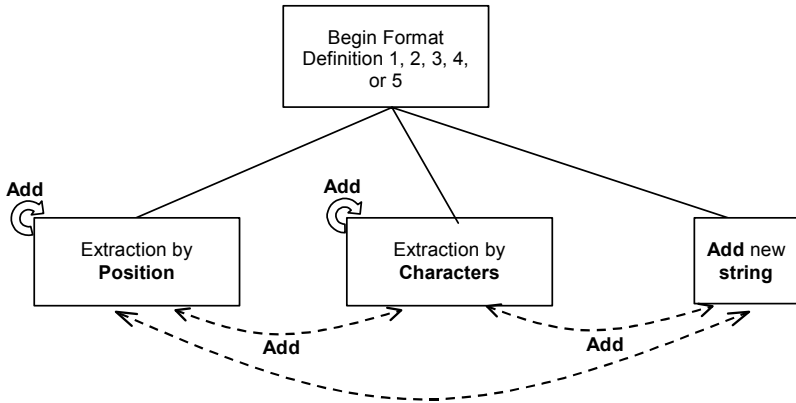 Begin Format
Definition 1, 2, 3, 4,
or 5
Add
Add
Extraction by
Position
Extraction by
Characters
Add new
string
Add
Add